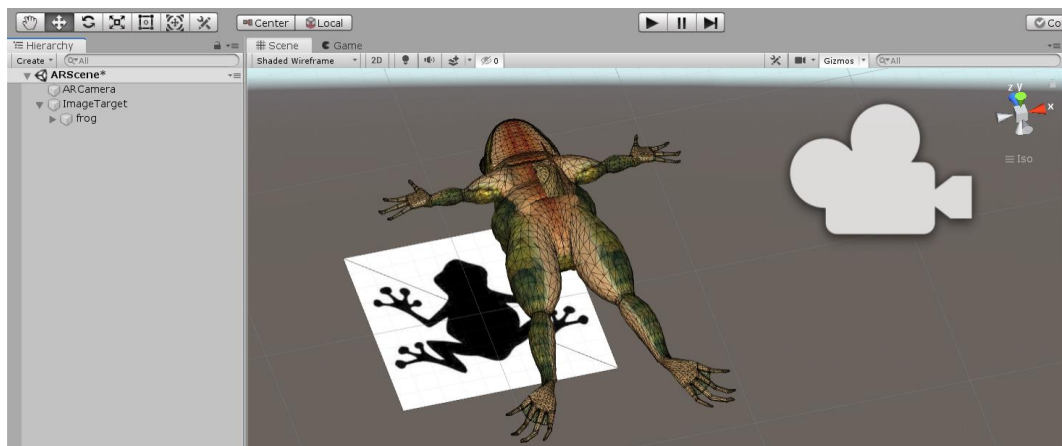 Center Local Co
Hierarchy
Scene Game
Create All
Shaded Wireframe 2D 0 Gizmos All
ARScene*
ARCamera
ImageTarget
frog
z y
x
Iso